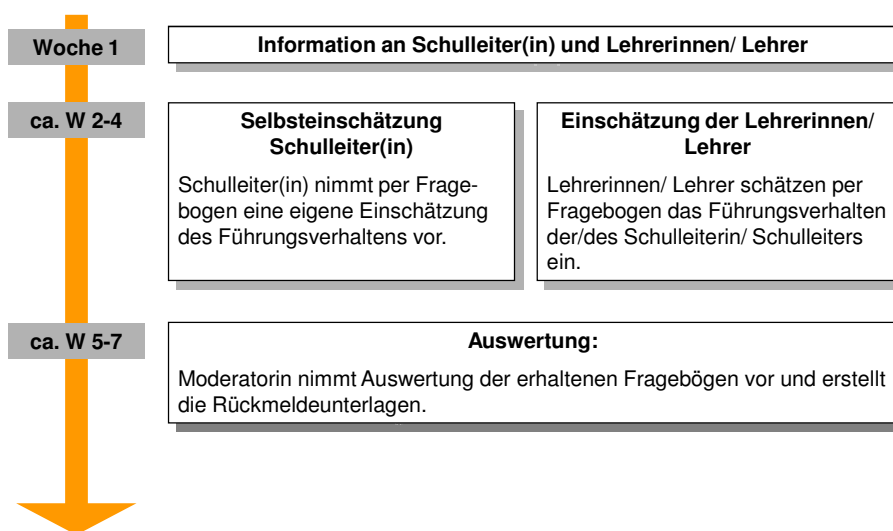 Woche 1
Information an Schulleiter(in) und Lehrerinnen/ Lehrer
ca. W 2-4
Selbsteinschätzung
Schulleiter(in)
Schulleiter(in) nimmt per Frage-
bogen eine eigene Einschätzung
des Führungsverhaltens vor.
Einschätzung der Lehrerinnen/
Lehrer
Lehrerinnen/ Lehrer schätzen per
Fragebogen das Führungsverhalten
der/des Schulleiterin/ Schulleiters
ein.
ca. W 5-7
Auswertung:
Moderatorin nimmt Auswertung der erhaltenen Fragebögen vor und erstellt
die Rückmeldeunterlagen.